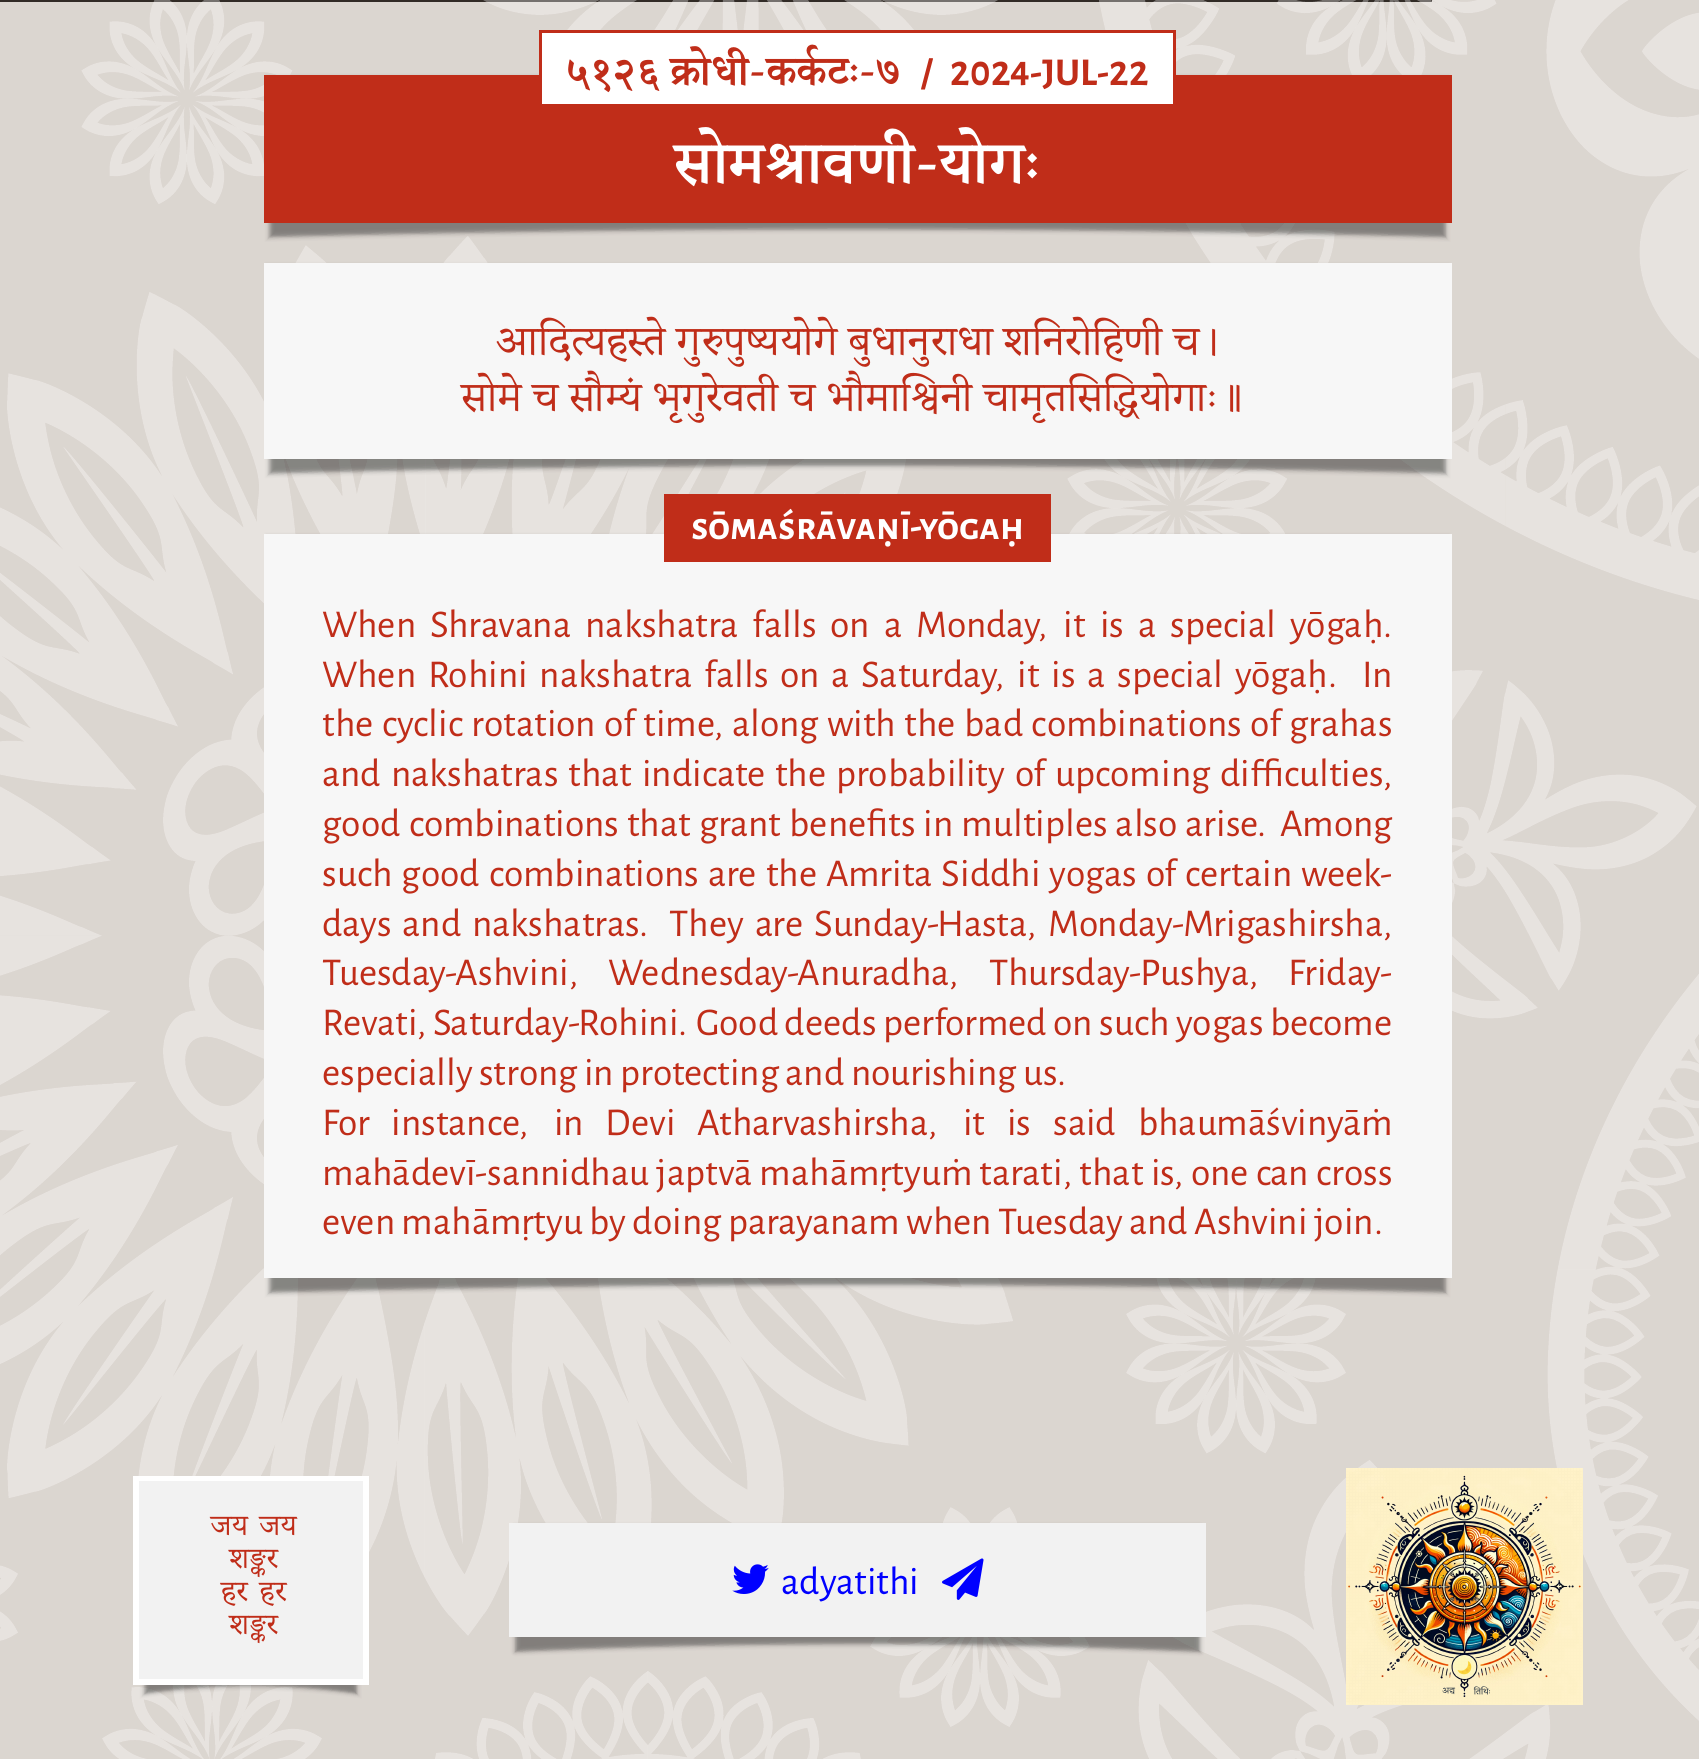 ५१२६ क्रोधी-कर्कटः-७ / 2024-JUL-22
सोमश्रावणी-योगः
आदित्यहस्ते गुरुपुष्ययोगे बुधानुराधा शनिरोहिणी च।
सोमे च सौम्यं भृगुरेवती च भौमाश्विनी चामृतसिद्धियोगाः॥
SŌMAŚRĀVAṆĪ-YŌGAḤ
When Shravana nakshatra falls on a Monday, it is a special yōgaḥ.
When Rohini nakshatra falls on a Saturday, it is a special yōgaḥ. In
the cyclic rotation of time, along with the bad combinations of grahas
and nakshatras that indicate the probability of upcoming difficulties,
good combinations that grant benefits in multiples also arise. Among
such good combinations are the Amrita Siddhi yogas of certain week-
days and nakshatras. They are Sunday-Hasta, Monday-Mrigashirsha,
Tuesday-Ashvini, Wednesday-Anuradha, Thursday-Pushya, Friday-
Revati, Saturday-Rohini. Good deeds performed on such yogas become
especially strong in protecting and nourishing us.
For instance, in Devi Atharvashirsha, it is said bhaumāśvinyāṁ
mahādevī-sannidhau japtvā mahāmṛtyuṁ tarati, that is, one can cross
even mahāmṛtyu by doing parayanam when Tuesday and Ashvini join.
जय जय
शङ्कर
हर हर
शङ्कर
adyatithi
अद्य तिथिः